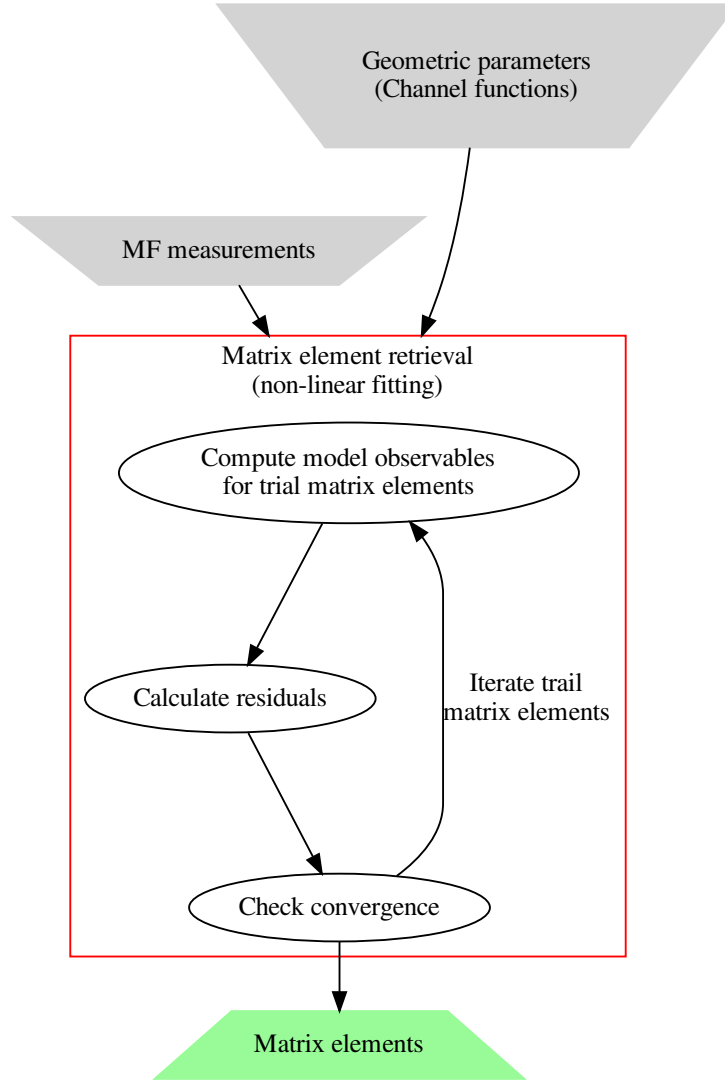 Geometric parameters
(Channel functions)
MF measurements
Matrix element retrieval
(non-linear fitting)
Compute model observables
for trial matrix elements
Calculate residuals
Iterate trail
matrix elements
Check convergence
Matrix elements